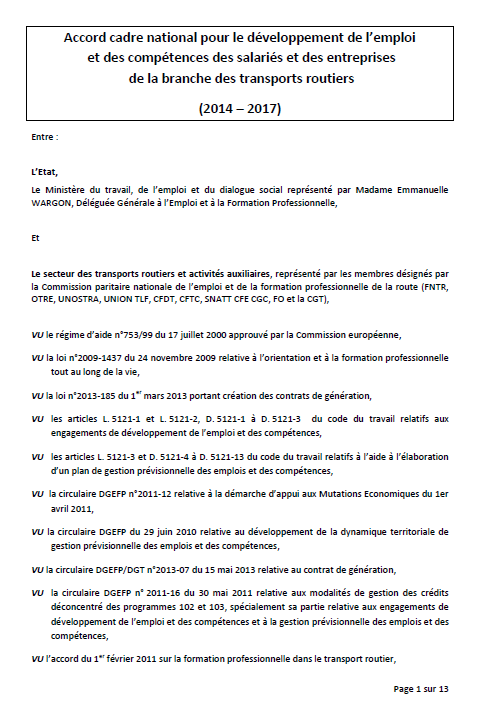 Accord cadre national pour le développement de l'emploi
et des compétences des salariés et des entreprises
de la branche des transports routiers
(2014 – 2017)
Entre :
L'Etat,
Le Ministère du travail, de l'emploi et du dialogue social représenté par Madame Emmanuelle
WARGON, Déléguée Générale à l'Emploi et à la Formation Professionnelle,
Et
Le secteur des transports routiers et activités auxiliaires, représenté par les membres désignés par
la Commission paritaire nationale de l'emploi et de la formation professionnelle de la route (FNTR,
OTRE, UNOSTRA, UNION TLF, CFDT, CFTC, SNATT CFE CGC, FO et la CGT),
VU le régime d'aide n°753/99 du 17 juillet 2000 approuvé par la Commission européenne,
VU la loi n°2009-1437 du 24 novembre 2009 relative à l'orientation et à la formation professionnelle
tout au long de la vie,
VU la loi n°2013-185 du 1er mars 2013 portant création des contrats de génération,
VU les articles L. 5121-1 et L. 5121-2, D. 5121-1 à D. 5121-3 du code du travail relatifs aux
engagements de développement de l'emploi et des compétences,
VU les articles L. 5121-3 et D. 5121-4 à D. 5121-13 du code du travail relatifs à l'aide à l'élaboration
d'un plan de gestion prévisionnelle des emplois et des compétences,
VU la circulaire DGEFP n°2011-12 relative à la démarche d'appui aux Mutations Economiques du 1er
avril 2011,
VU la circulaire DGEFP du 29 juin 2010 relative au développement de la dynamique territoriale de
gestion prévisionnelle des emplois et des compétences,
VU la circulaire DGEFP/DGT n°2013-07 du 15 mai 2013 relative au contrat de génération,
VU la circulaire DGEFP n° 2011-16 du 30 mai 2011 relative aux modalités de gestion des crédits
déconcentré des programmes 102 et 103, spécialement sa partie relative aux engagements de
développement de l'emploi et des compétences et à la gestion prévisionnelle des emplois et des
compétences,
VU l'accord du 1er février 2011 sur la formation professionnelle dans le transport routier,
Page 1 sur 13